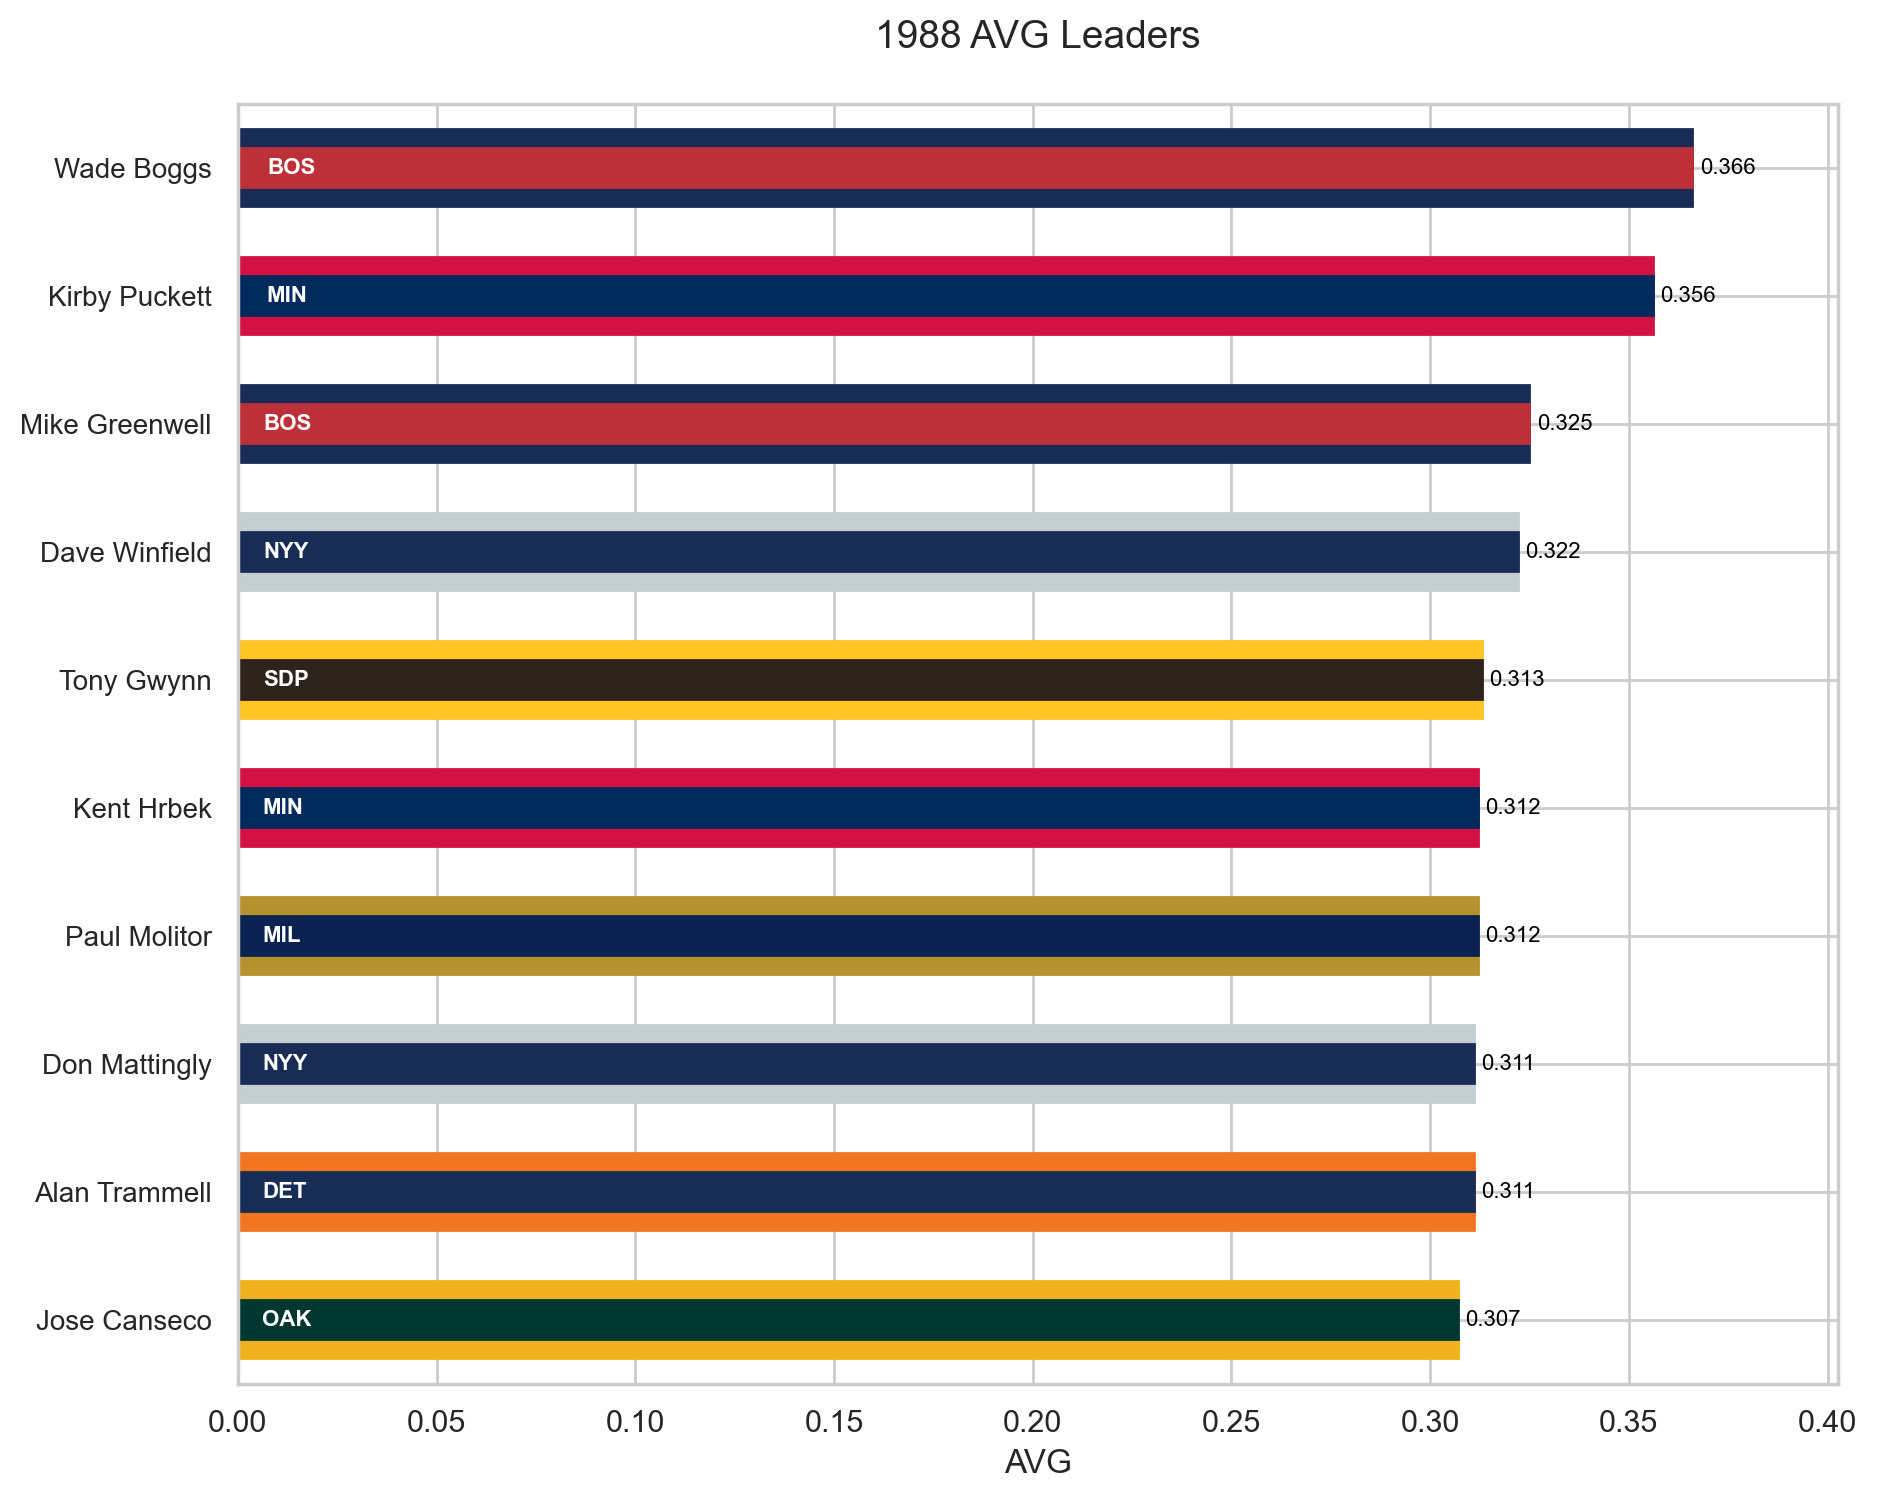 1988 AVG Leaders
Wade Boggs BOS 0.366
Kirby Puckett MIN 0.356
Mike Greenwell BOS 0.325
Dave Winfield NYY 0.322
Tony Gwynn SDP 0.313
Kent Hrbek MIN 0.312
Paul Molitor MIL 0.312
Don Mattingly NYY 0.311
Alan Trammell DET 0.311
Jose Canseco OAK 0.307
0.00 0.05 0.10 0.15 0.20 0.25 0.30 0.35 0.40
AVG